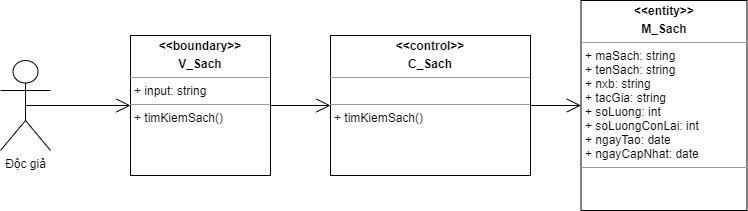 <<boundary>>
V_Sach
+ input: string
+ timKiemSach()
<<control>>
C_Sach
+ timKiemSach()
<<entity>>
M_Sach
+ maSach: string
+ tenSach: string
+ nxb: string
+ tacGia: string
+ soLuong: int
+ soLuongConLai: int
+ ngayTao: date
+ ngayCapNhat: date
Độc giả